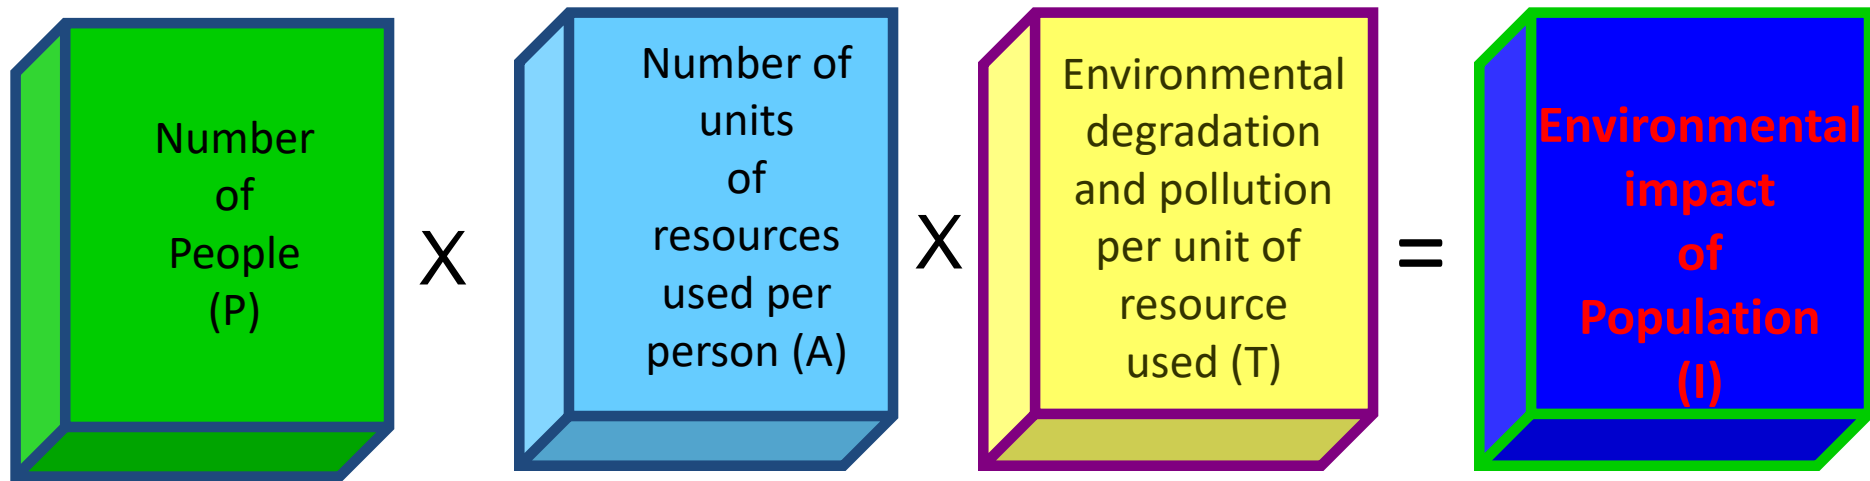 Number
of
People
(P)
X
Number of
units
of
resources
used per
person (A)
X
Environmental
degradation
and pollution
per unit of
resource
used (T)
=
Environmental
impact
of
Population
(I)